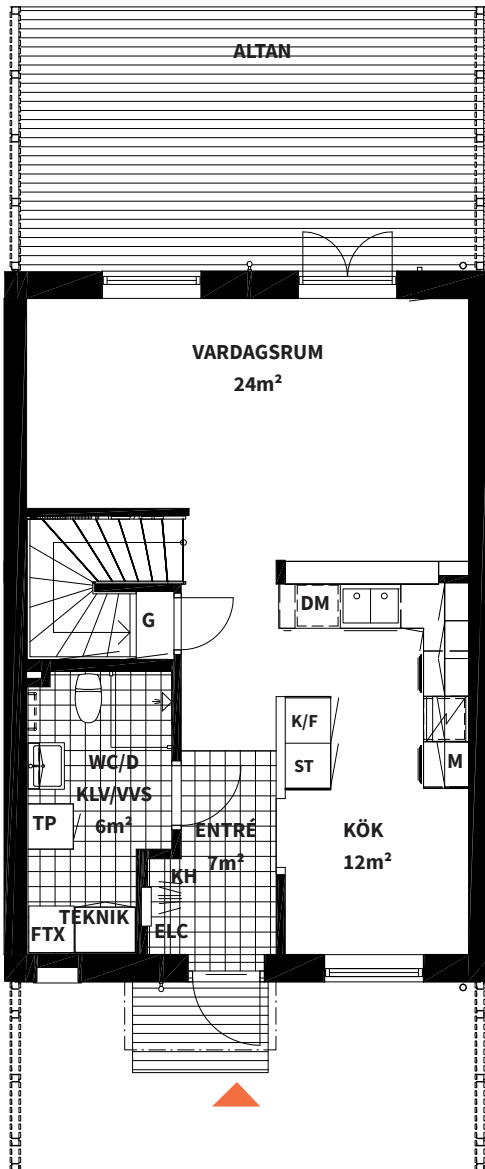 ALTAN
VARDAGSRUM
24m²
DM
G
K/F
ST
M
WC/D
KLV/VVS
6m²
TP
ENTRÉ
7m²
KÖK
12m²
KH
TEKNIK
FTX
ELC